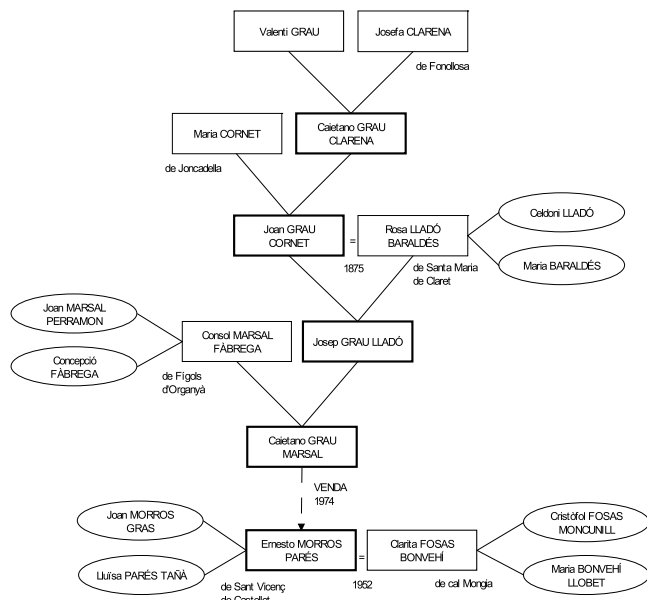 Valenti GRAU
Josefa CLARENA
de Fonollosa
Maria CORNET
Caietano GRAU
CLARENA
de Joncadella
Celdoni LLADÓ
Joan GRAU
CORNET
=
1875
Rosa LLADÓ
BARALDÉS
de Santa Maria
de Claret
Maria BARALDÉS
Joan MARSAL
PERRAMON
Consol MARSAL
FÀBREGA
Josep GRAU LLADÓ
Concepció
FÀBREGA
de Fígols
d'Organyà
Caietano GRAU
MARSAL
VENDA
1974
Joan MORROS
GRAS
Cristòfol FOSAS
MONCUNILL
Ernesto MORROS
PARÉS
=
1952
Clarita FOSAS
BONVEHÍ
Lluïsa PARÉS TAÑÀ
Maria BONVEHÍ
LLOBET
de Sant Vicenç
de Castellet
de cal Mongia